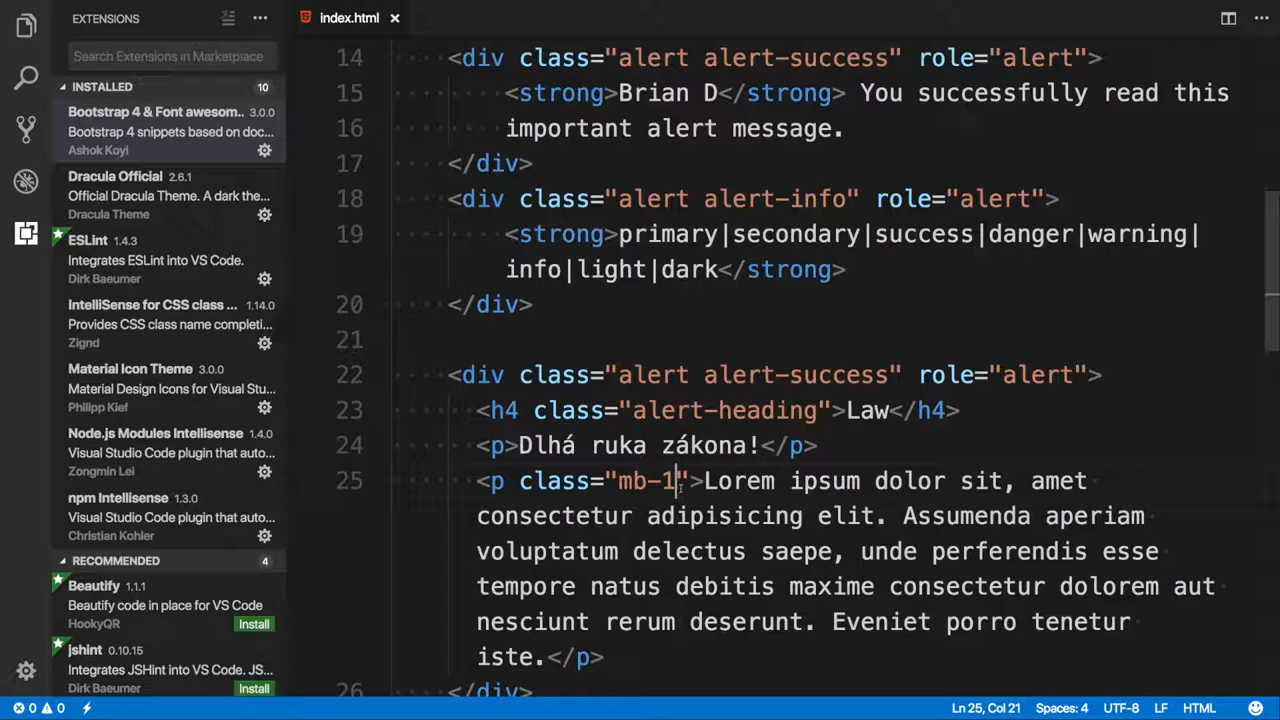 EXTENSIONS
Search Extensions in Marketplace
INSTALLED 10
Bootstrap 4 & Font awesom.. 3.0.0
Bootstrap 4 snippets based on doc...
Ashok Koyi
Dracula Official 2.6.1
Official Dracula Theme. A dark the...
Dracula Theme
ESLint 1.4.3
Integrates ESLint into VS Code.
Dirk Baeumer
IntelliSense for CSS class ... 1.14.0
Provides CSS class name completi...
Zignd
Material Icon Theme 3.0.0
Material Design Icons for Visual Stu...
Philipp Kief
Node.js Modules Intellisense 1.4.0
Visual Studio Code plugin that auto...
Zongmin Lei
npm Intellisense 1.3.0
Visual Studio Code plugin that auto...
Christian Kohler
RECOMMENDED 4
Beautify 1.1.1
Beautify code in place for VS Code
HookyQR Install
jshint 0.10.15
Integrates JSHint into VS Code. JS...
Dirk Baeumer Install
index.html
14 <div class="alert alert-success" role="alert">
15 <strong>Brian D</strong> You successfully read this
16 important alert message.
17 </div>
18 <div class="alert alert-info" role="alert">
19 <strong>primary|secondary|success|danger|warning|
info|light|dark</strong>
20 </div>
21
22 <div class="alert alert-success" role="alert">
23 <h4 class="alert-heading">Law</h4>
24 <p>Dlhá ruka zákona!</p>
25 <p class="mb-1">Lorem ipsum dolor sit, amet
consectetur adipisicing elit. Assumenda aperiam
voluptatum delectus saepe, unde perferendis esse
tempore natus debitis maxime consectetur dolorem aut
nesciunt rerum deserunt. Eveniet porro tenetur
iste.</p>
26 </div>
0 0 Ln 25, Col 21 Spaces: 4 UTF-8 LF HTML